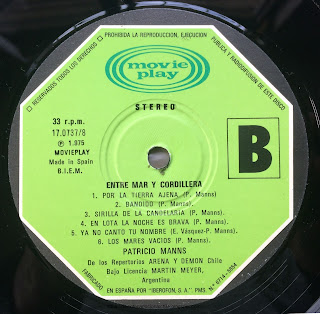 PROHIBIDA LA REPRODUCCION, EJECUCION
PUBLICA Y RADIODIFUSION DE ESTE DISCO
RESERVADOS TODOS LOS DERECHOS
movie
play
STEREO
33 r.p.m.
17.0737/8
Ⓟ 1.975
MOVIEPLAY
Made in Spain
B.I.E.M.
B
ENTRE MAR Y CORDILLERA
1. POR LA TIERRA AJENA (P. Manns)
2. BANDIDO (P. Manns).
3. SIRILLA DE LA CANDELARIA (P. Manns)
4. EN LOTA LA NOCHE ES BRAVA (P. Manns).
5. YA NO CANTO TU NOMBRE (E. Vásquez-P. Manns)
6. LOS MARES VACIOS (P. Manns).
PATRICIO MANNS
De los Repertorios ARENA Y DEMON Chile
Bajo Licencia MARTIN MEYER,
Argentina
FABRICADO EN ESPAÑA POR "IBEROFON, S. A." PMS.